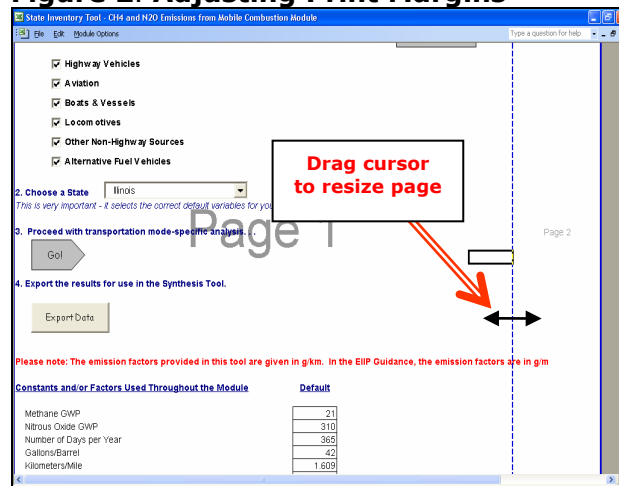 Figure 2. Adjusting Print Margins
State Inventory Tool - CH4 and N2O Emissions from Mobile Combustion Module
File Edit Module Options Type a question for help
Highway Vehicles
Aviation
Boats & Vessels
Locomotives
Other Non-Highway Sources
Alternative Fuel Vehicles
Drag cursor
to resize page
2. Choose a State Illinois
This is very important - it selects the correct default variables for you
Page 1
3. Proceed with transportation mode-specific analysis. . .
Page 2
Go!
4. Export the results for use in the Synthesis Tool.
Export Data
Please note: The emission factors provided in this tool are given in g/km. In the EIIP Guidance, the emission factors are in g/m
Constants and/or Factors Used Throughout the Module Default
Methane GWP 21
Nitrous Oxide GWP 310
Number of Days per Year 365
Gallons/Barrel 42
Kilometers/Mile 1.609